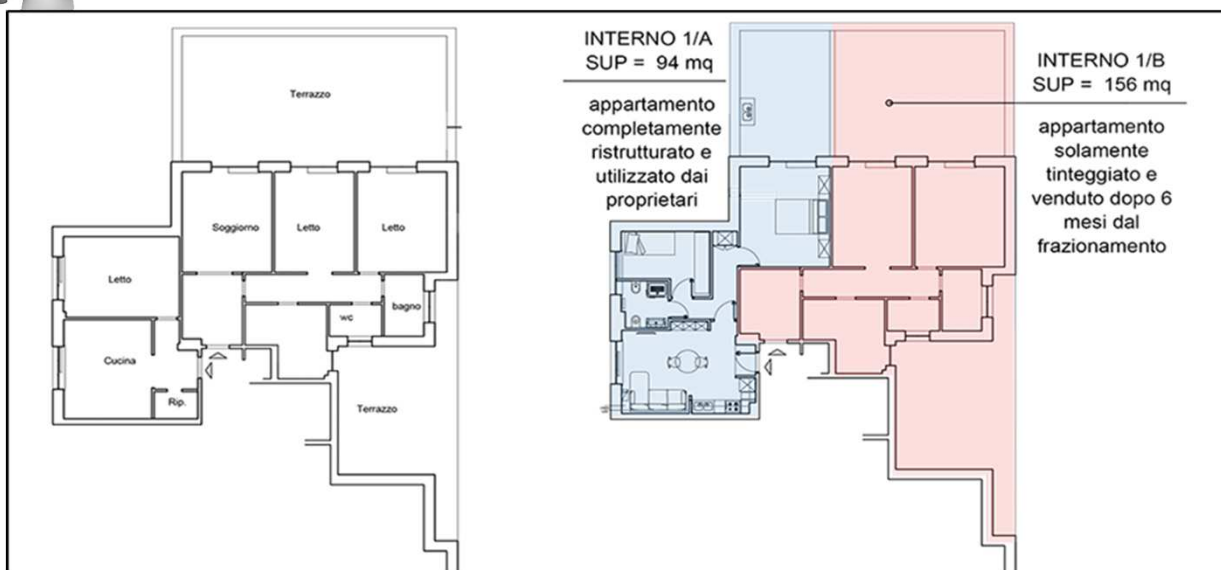 Terrazzo
Soggiorno
Letto
Letto
Letto
bagno
wc
Cucina
Rip.
Terrazzo
INTERNO 1/A
SUP = 94 mq
appartamento
completamente
ristrutturato e
utilizzato dai
proprietari
INTERNO 1/B
SUP = 156 mq
appartamento
solamente
tinteggiato e
venduto dopo 6
mesi dal
frazionamento